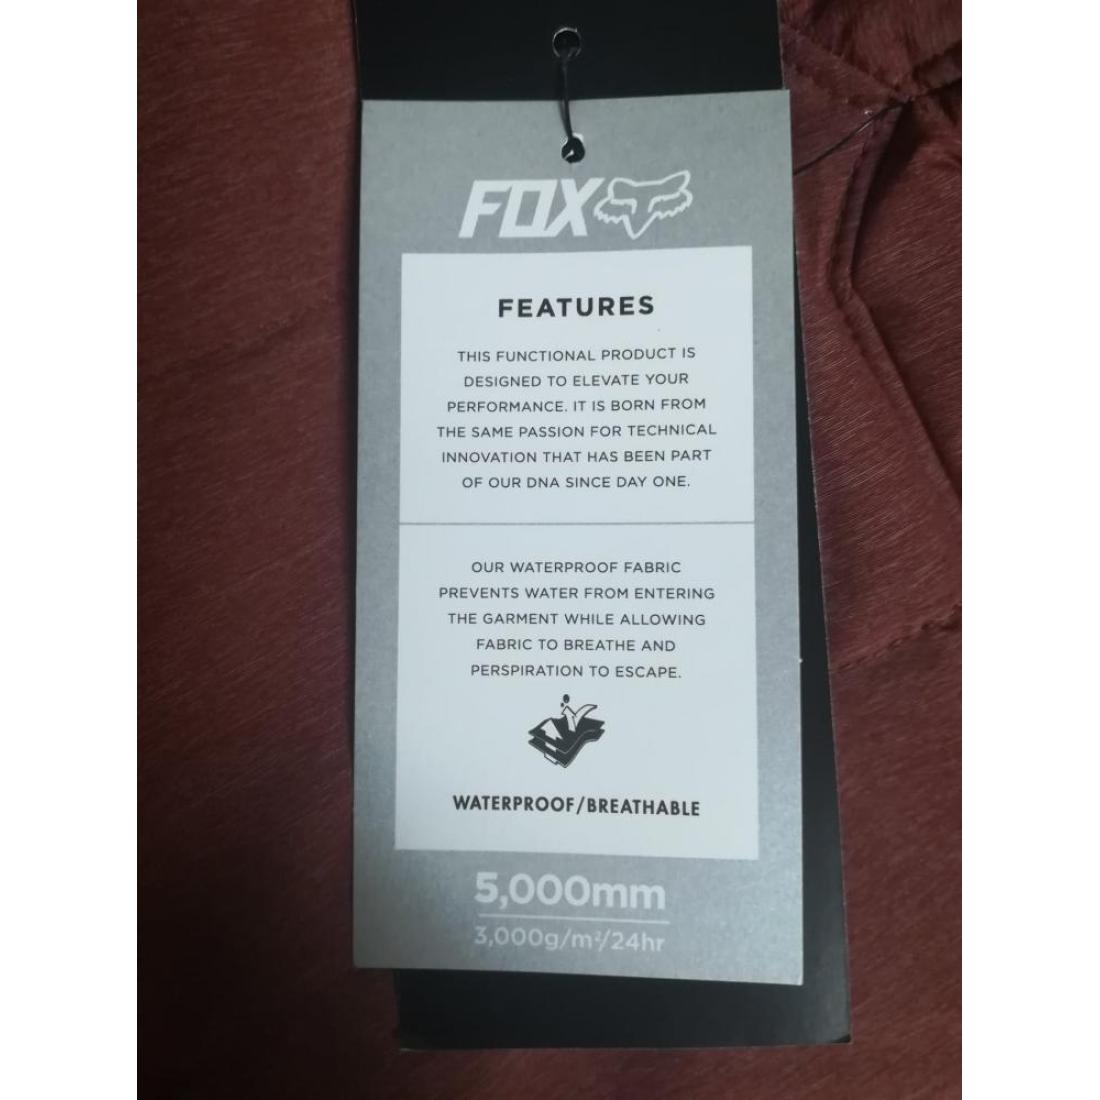 FOX
FEATURES
THIS FUNCTIONAL PRODUCT IS
DESIGNED TO ELEVATE YOUR
PERFORMANCE. IT IS BORN FROM
THE SAME PASSION FOR TECHNICAL
INNOVATION THAT HAS BEEN PART
OF OUR DNA SINCE DAY ONE.
OUR WATERPROOF FABRIC
PREVENTS WATER FROM ENTERING
THE GARMENT WHILE ALLOWING
FABRIC TO BREATHE AND
PERSPIRATION TO ESCAPE.
WATERPROOF/BREATHABLE
5,000mm
3,000g/m²/24hr